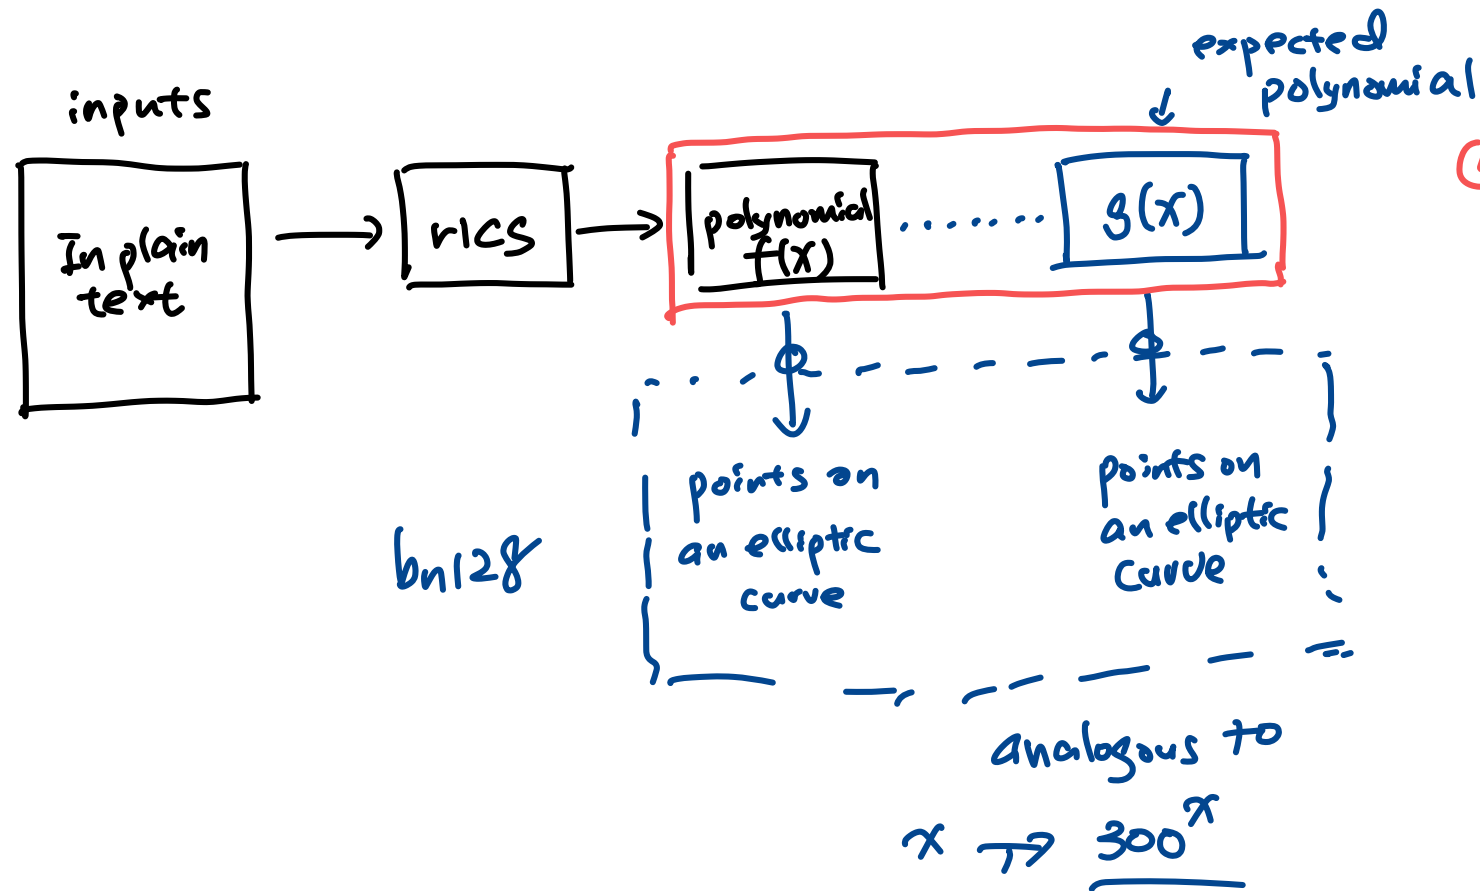 expected
polynomial
inputs
In plain
text
r1cs
polynomial
f(x)
g(x)
points on
an elliptic
curve
points on
an elliptic
curve
bn128
analogous to
x → 300^x